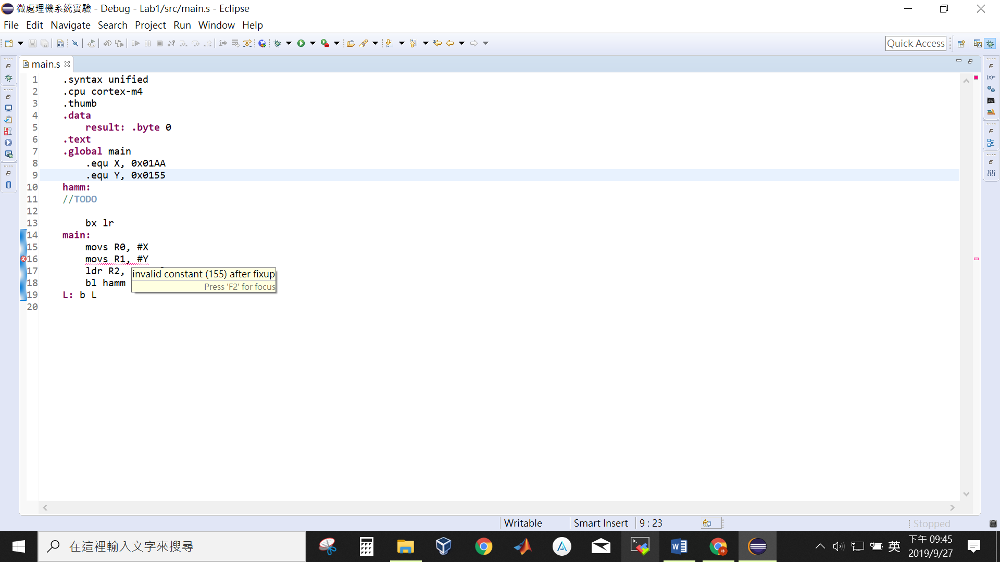 微處理機系統實驗 - Debug - Lab1/src/main.s - Eclipse
File Edit Navigate Search Project Run Window Help
Quick Access
main.s
1 .syntax unified
2 .cpu cortex-m4
3 .thumb
4 .data
5 result: .byte 0
6 .text
7 .global main
8 .equ X, 0x01AA
9 .equ Y, 0x0155
10 hamm:
11 //TODO
12
13 bx lr
14 main:
15 movs R0, #X
16 movs R1, #Y
17 ldr R2,
invalid constant (155) after fixup
18 bl hamm
Press 'F2' for focus
19 L: b L
20
Writable Smart Insert 9 : 23 Stopped
在這裡輸入文字來搜尋
英
下午 09:45
2019/9/27